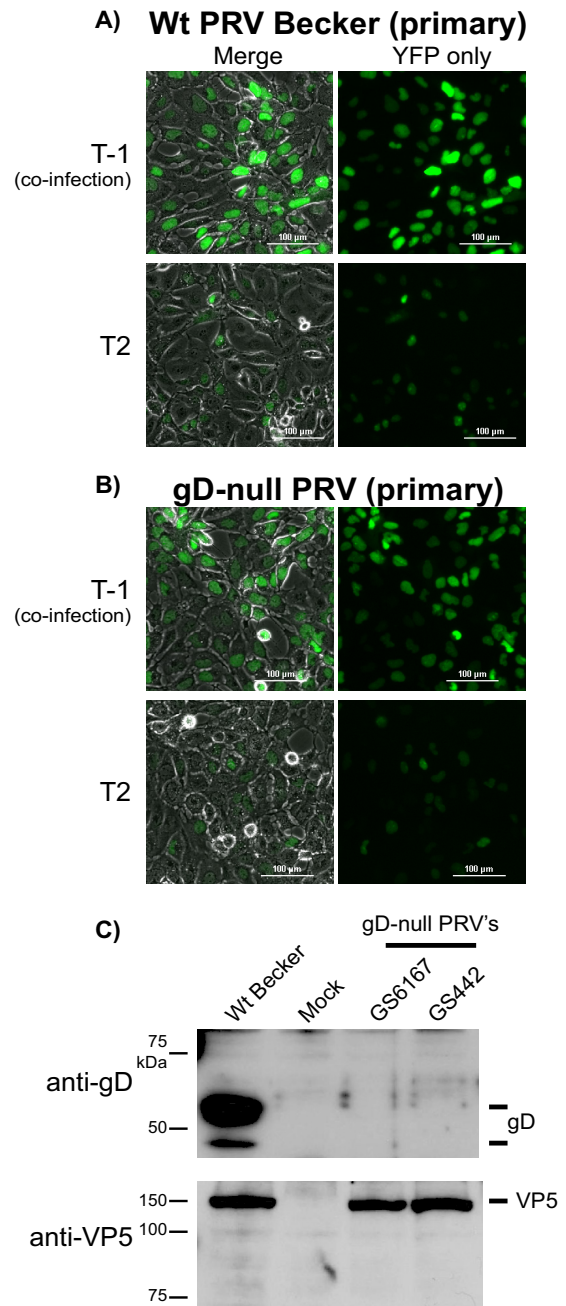 A) Wt PRV Becker (primary)
Merge YFP only
T-1
(co-infection)
100 µm 100 µm
T2
100 µm 100 µm
B) gD-null PRV (primary)
T-1
(co-infection)
100 µm 100 µm
T2
100 µm 100 µm
C)
gD-null PRV's
Wt Becker Mock GS6167 GS442
75
kDa
anti-gD
50
gD
150
VP5
anti-VP5
100
75